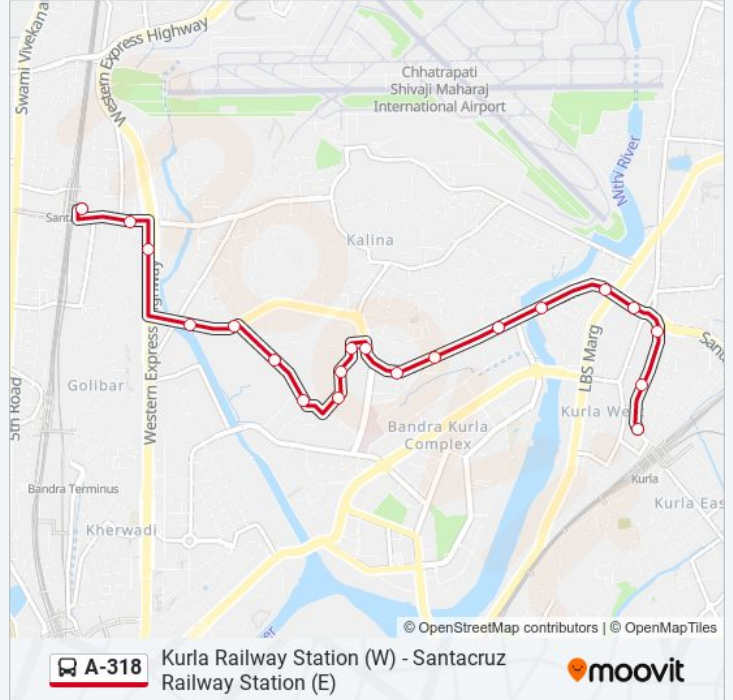 Swami Vivekana
Western Express Highway
Chhatrapati
Shivaji Maharaj
International Airport
Mithi River
Santa
Kalina
Western Express Highway
5th Road
Golibar
LBS Marg
Santa
Kurla We
Bandra Kurla
Complex
Kurla
Bandra Terminus
Kurla Eas
Kherwadi
er
© OpenStreetMap contributors | © OpenMapTiles
A-318
Kurla Railway Station (W) - Santacruz
Railway Station (E)
moovit